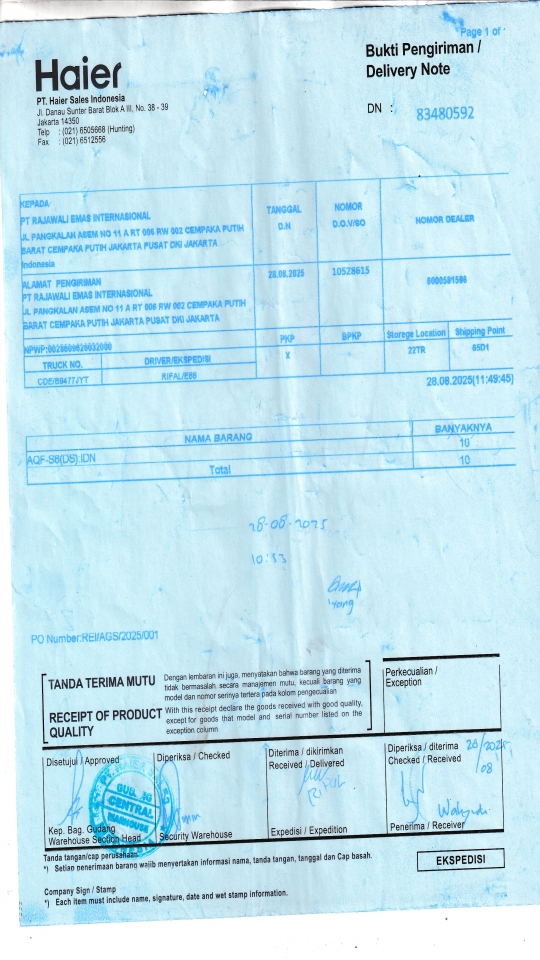 Page 1 of
Haier
PT. Haier Sales Indonesia
Jl. Danau Sunter Barat Blok A III, No. 38 - 39
Jakarta 14350
Telp : (021) 6505668 (Hunting)
Fax : (021) 6512556
Bukti Pengiriman /
Delivery Note
DN : 83480592
KEPADA
PT RAJAWALI EMAS INTERNASIONAL
JL PANGKALAN ASEM NO 11 A RT 006 RW 002 CEMPAKA PUTIH
BARAT CEMPAKA PUTIH JAKARTA PUSAT DKI JAKARTA
Indonesia
TANGGAL
D.N
NOMOR
D.O.V/SO
NOMOR DEALER
ALAMAT PENGIRIMAN
PT RAJAWALI EMAS INTERNASIONAL
JL PANGKALAN ASEM NO 11 A RT 006 RW 002 CEMPAKA PUTIH
BARAT CEMPAKA PUTIH JAKARTA PUSAT DKI JAKARTA
28.08.2025
10528615
NPWP:0026609826032000
PKP
BPKP
Storege Location
Shipping Point
TRUCK NO.
DRIVER/EKSPEDISI
X
22TR
65D1
28.08.2025(11:49:45)
NAMA BARANG
BANYAKNYA
AQF-S6(DS):IDN
10
Total
10
28-08-2025
PO Number:REI/AGS/2025/001
TANDA TERIMA MUTU
Dengan lembaran ini juga, menyatakan bahwa barang yang diterima
tidak bermasalah secara manajemen mutu, kecuali barang yang
model dan nomor serinya tertera pada kolom pengecualian
RECEIPT OF PRODUCT
QUALITY
With this receipt declare the goods received with good quality,
except for goods that model and serial number listed on the
exception column
Perkecualian /
Exception
Disetujui / Approved
Diperiksa / Checked
Diterima / dikirimkan
Received / Delivered
Diperiksa / diterima
Checked / Received
GUDANG
CENTRAL
WAREHOUSE
Kep. Bag. Gudang
Warehouse Section Head
Security Warehouse
Expedisi / Expedition
Penerima / Receiver
Tanda tangan/cap perusahaan
*) Setiap penerimaan barang wajib menyertakan informasi nama, tanda tangan, tanggal dan Cap basah.
EKSPEDISI
Company Sign / Stamp
*) Each item must include name, signature, date and wet stamp information.